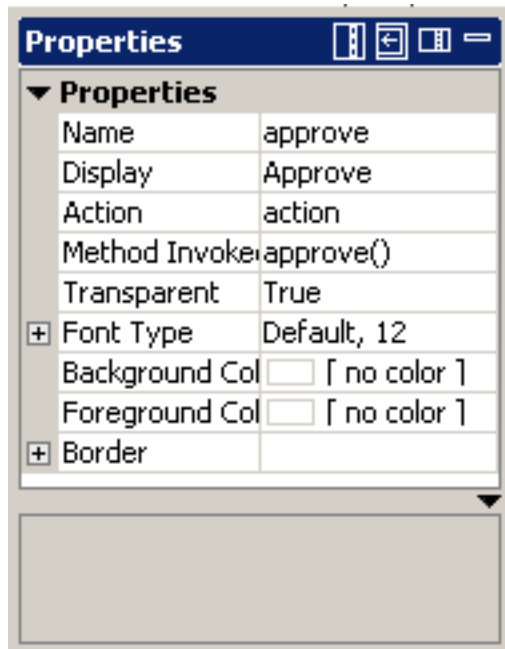 Properties
Properties
Name approve
Display Approve
Action action
Method Invoke approve()
Transparent True
Font Type Default, 12
Background Col [ no color ]
Foreground Col [ no color ]
Border